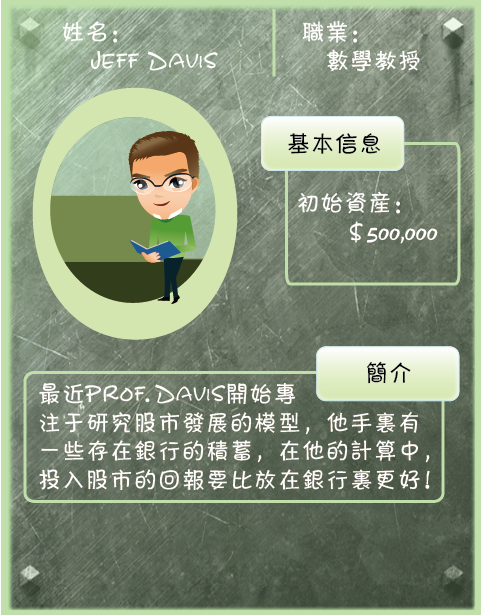 姓名：
JEFF DAVIS
職業：
數學教授
基本信息
初始資産：
$500,000
簡介
最近PROF. DAVIS開始專
注于研究股市發展的模型，他手裏有
一些存在銀行的積蓄，在他的計算中，
投入股市的回報要比放在銀行裏更好！